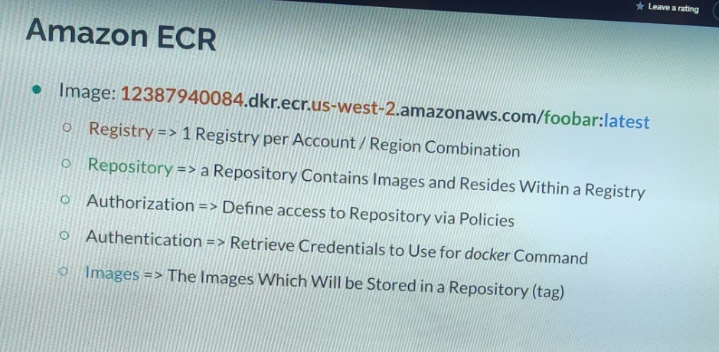 Leave a rating
Amazon ECR
Image: 12387940084.dkr.ecr.us-west-2.amazonaws.com/foobar:latest
Registry => 1 Registry per Account / Region Combination
Repository => a Repository Contains Images and Resides Within a Registry
Authorization => Define access to Repository via Policies
Authentication => Retrieve Credentials to Use for docker Command
Images => The Images Which Will be Stored in a Repository (tag)